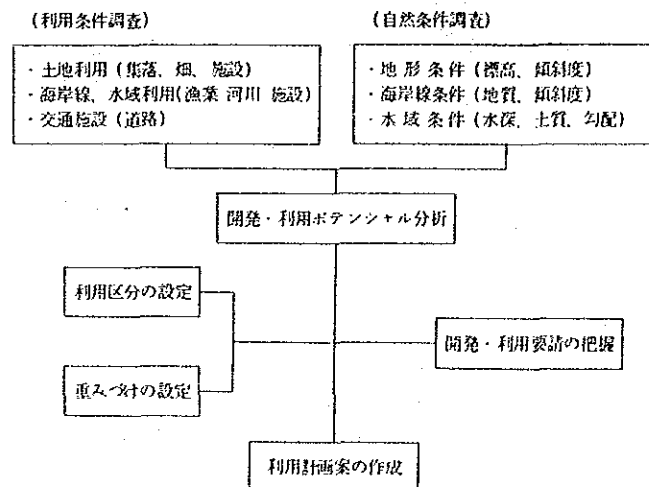 (利用条件調査)
・土地利用 (集落、畑、施設)
・海岸線、水域利用(漁業 河川 施設)
・交通施設 (道路)
(自然条件調査)
・地形条件 (標高、傾斜度)
・海岸線条件 (地質、傾斜度)
・水域条件 (水深、土質、勾配)
開発・利用ポテンシャル分析
利用区分の設定
開発・利用要請の把握
重みづけの設定
利用計画案の作成